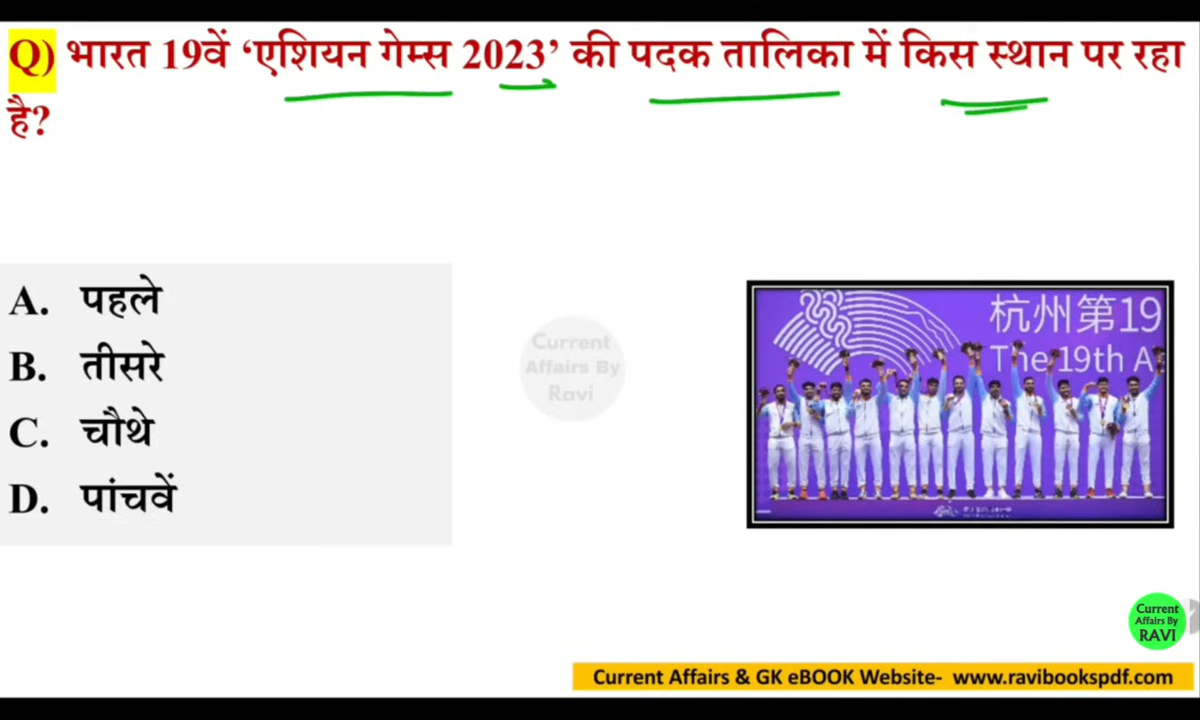 Q) भारत 19वें ‘एशियन गेम्स 2023’ की पदक तालिका में किस स्थान पर रहा
है?
A. पहले
B. तीसरे
C. चौथे
D. पांचवें
Current
Affairs By
Ravi
杭州第19
The 19th A
Current
Affairs By
RAVI
Current Affairs & GK eBOOK Website- www.ravibookspdf.com